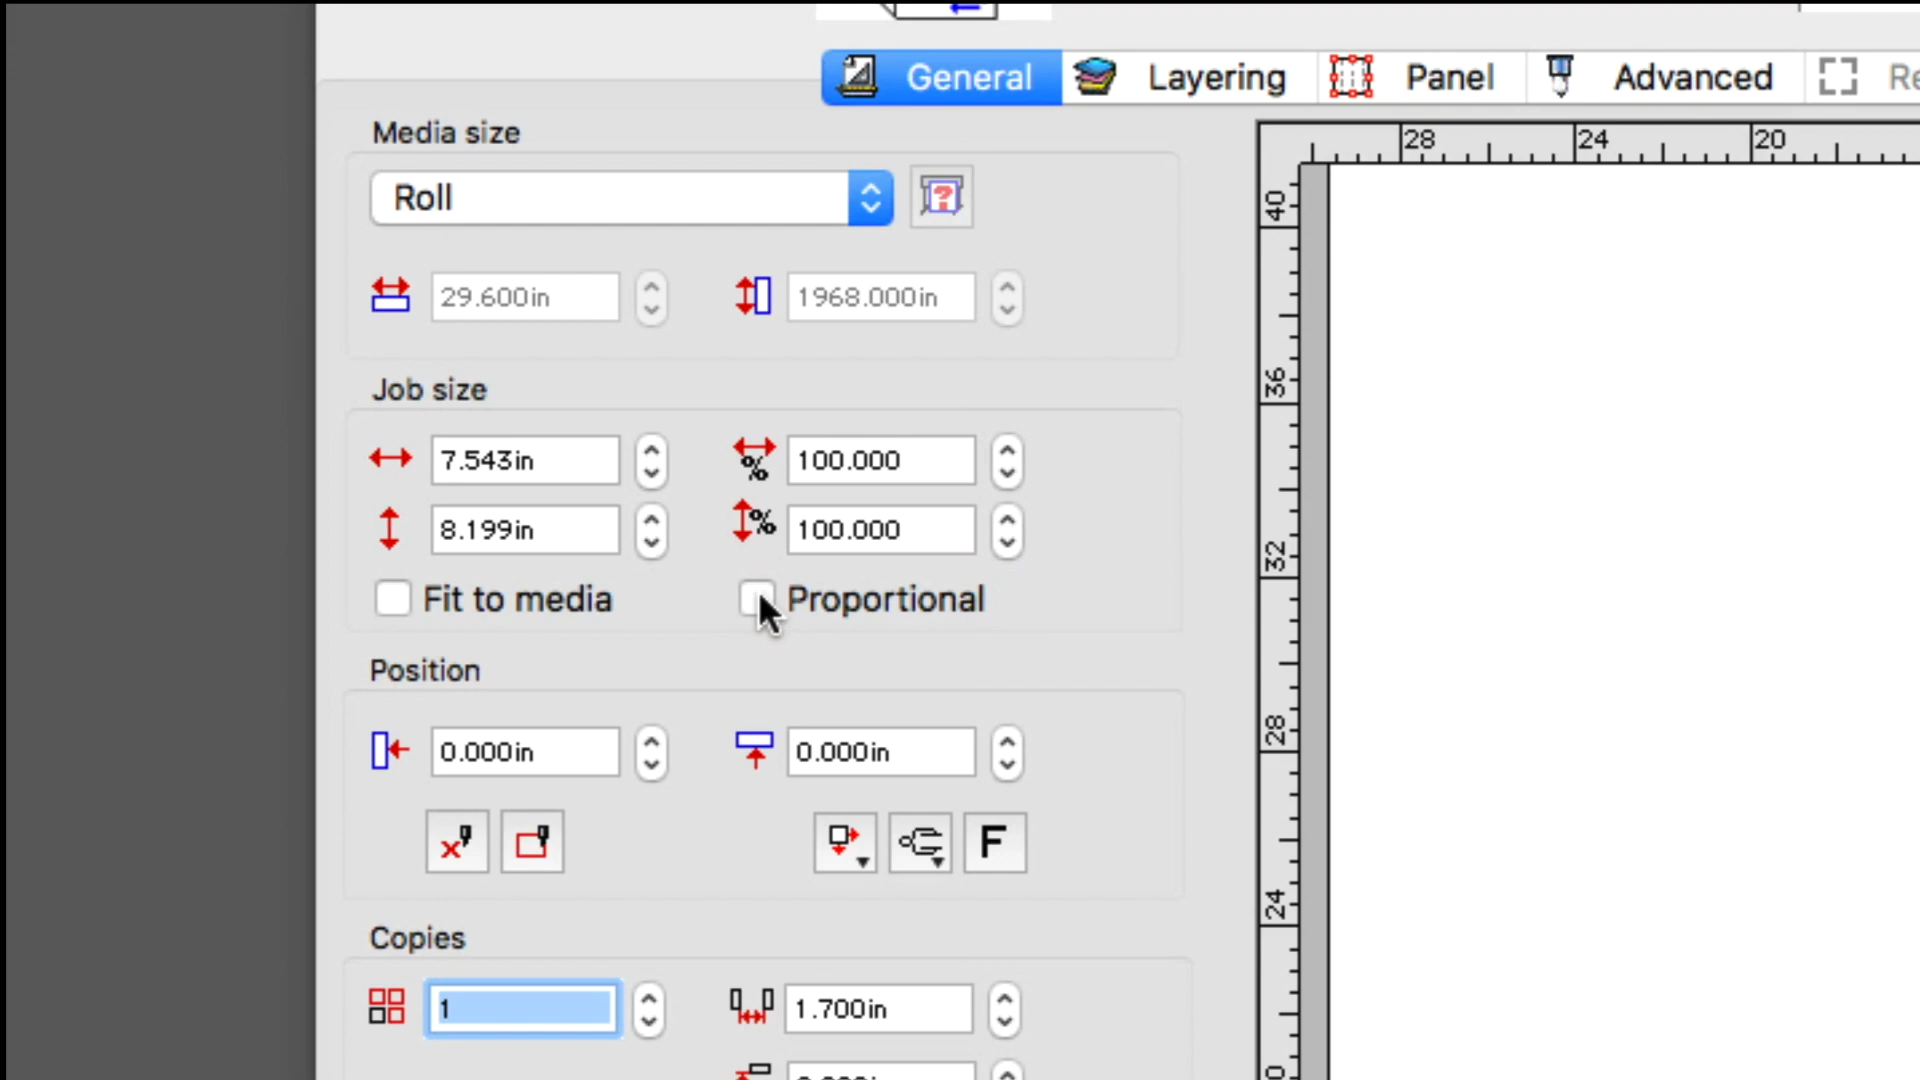 General
Layering
Panel
Advanced
Media size
Roll
29.600in
1968.000in
Job size
7.543in
% 100.000
8.199in
% 100.000
Fit to media
Proportional
Position
0.000in
0.000in
F
Copies
1
1.700in
28
24
20
40
36
32
28
24